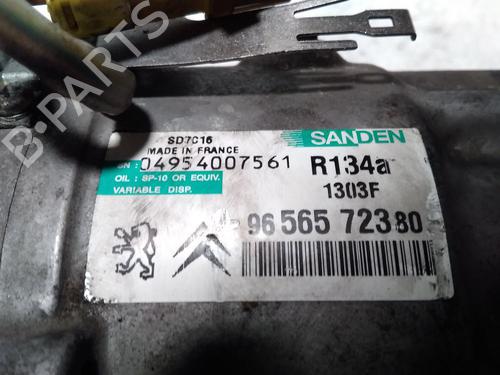 SD7C16
MADE IN FRANCE
SANDEN
SN: 04954007561
R134a
OIL : SP-10 OR EQUIV.
VARIABLE DISP.
1303F
96 565 723 80
B-PARTS
B-PARTS